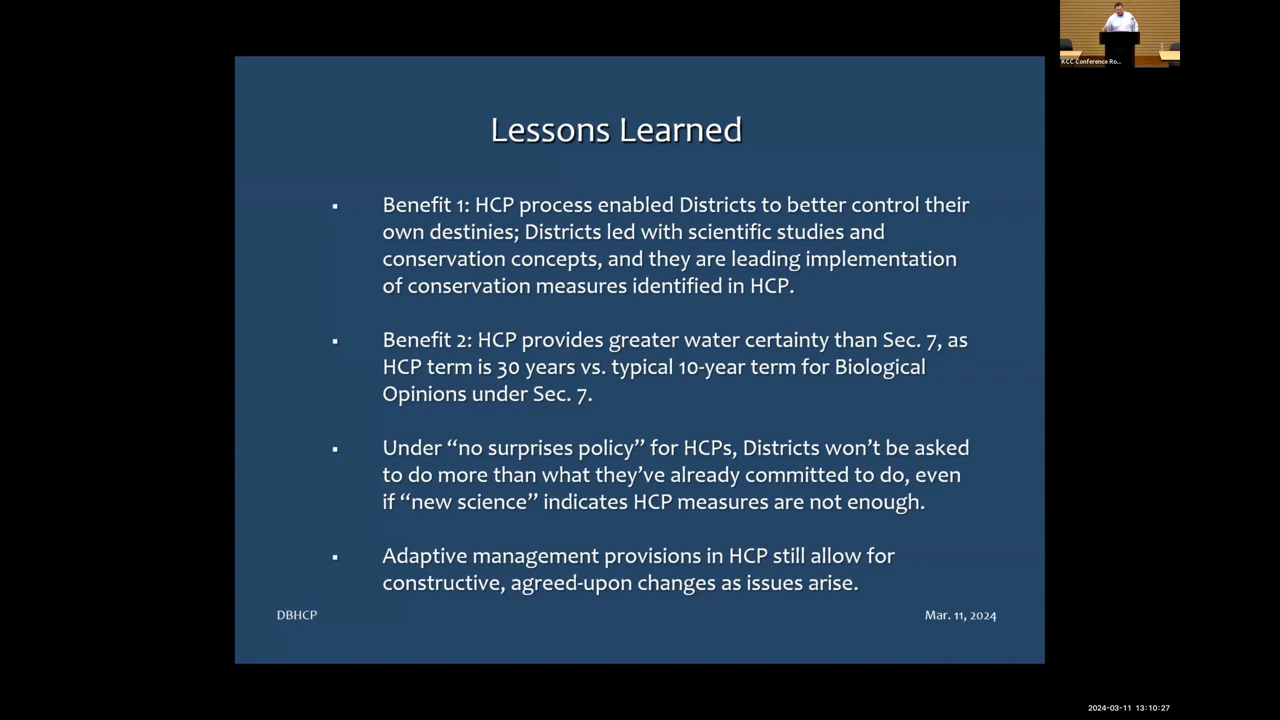 KCC Conference Ro...
Lessons Learned
▪ Benefit 1: HCP process enabled Districts to better control their
own destinies; Districts led with scientific studies and
conservation concepts, and they are leading implementation
of conservation measures identified in HCP.
▪ Benefit 2: HCP provides greater water certainty than Sec. 7, as
HCP term is 30 years vs. typical 10-year term for Biological
Opinions under Sec. 7.
▪ Under “no surprises policy” for HCPs, Districts won’t be asked
to do more than what they’ve already committed to do, even
if “new science” indicates HCP measures are not enough.
▪ Adaptive management provisions in HCP still allow for
constructive, agreed-upon changes as issues arise.
DBHCP
Mar. 11, 2024
2024-03-11 13:10:27